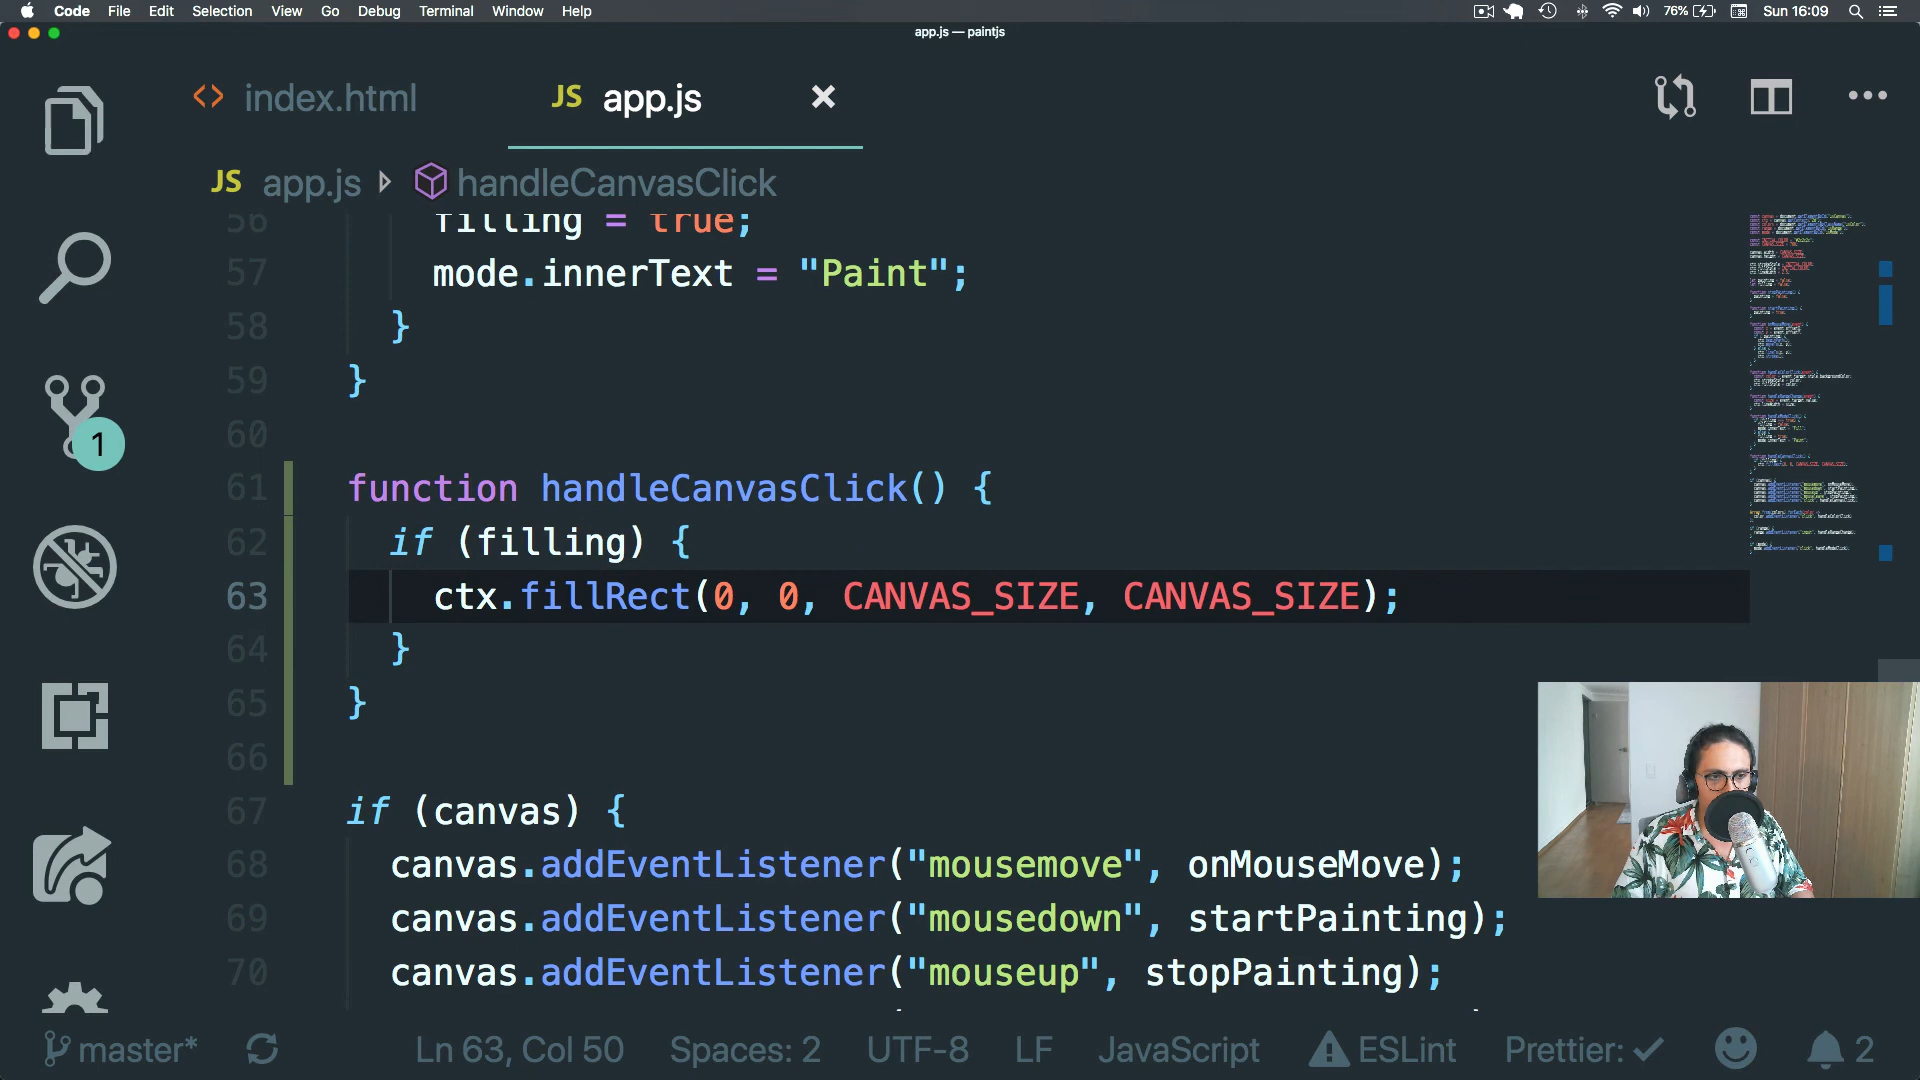 Code File Edit Selection View Go Debug Terminal Window Help 76% Sun 16:09
app.js — paintjs
index.html JS app.js
JS app.js handleCanvasClick
56 filling = true;
57 mode.innerText = "Paint";
58 }
59 }
60
61 function handleCanvasClick() {
62 if (filling) {
63 ctx.fillRect(0, 0, CANVAS_SIZE, CANVAS_SIZE);
64 }
65 }
66
67 if (canvas) {
68 canvas.addEventListener("mousemove", onMouseMove);
69 canvas.addEventListener("mousedown", startPainting);
70 canvas.addEventListener("mouseup", stopPainting);
1
master* Ln 63, Col 50 Spaces: 2 UTF-8 LF JavaScript ESLint Prettier: 2